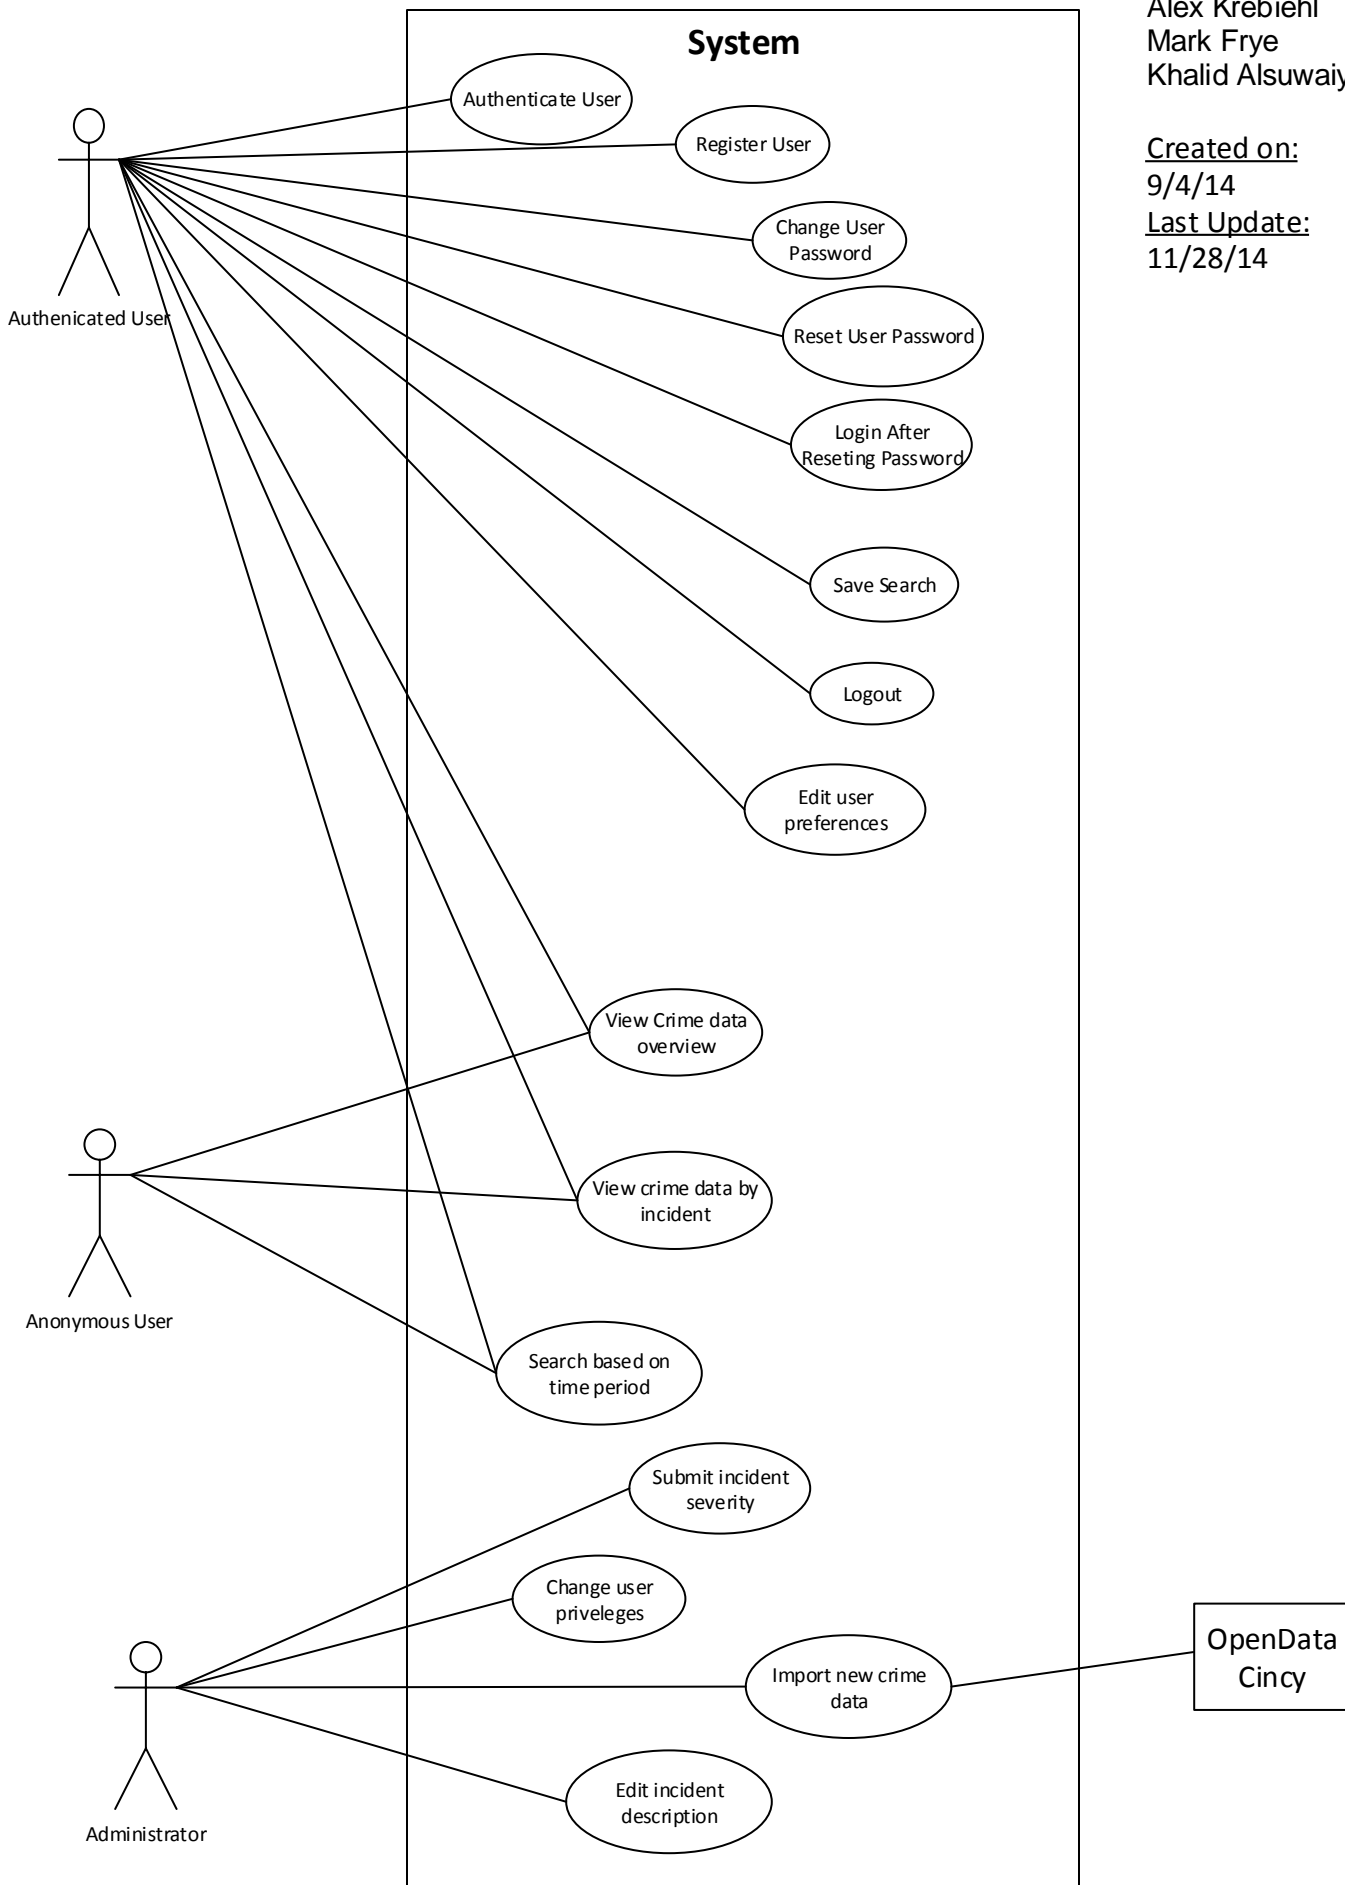 Alex Krebiehl
Mark Frye
Khalid
Created on:
9/4/14
Last Update:
11/28/14
System
Authenticate User
Register User
Change User
Password
Reset User Password
Login After
Reseting Password
Save Search
Logout
Edit user
preferences
Authenicated User
View Crime data
overview
View crime data by
incident
Search based on
time period
Anonymous User
Submit incident
severity
Change user
priveleges
Import new crime
data
Edit incident
description
Administrator
OpenData
Cincy